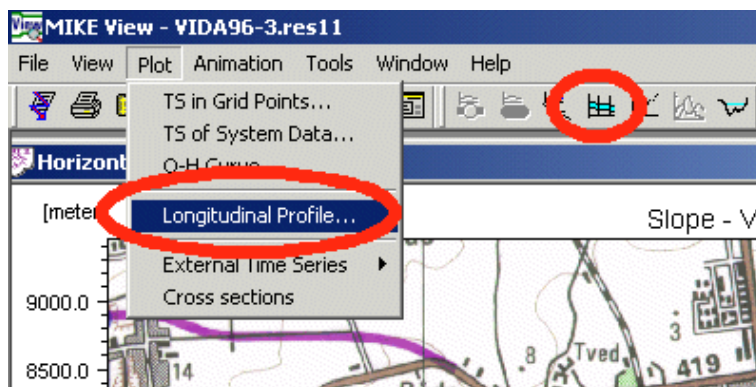 MIKE View - VIDA96-3.res11
File View Plot Animation Tools Window Help
TS in Grid Points...
TS of System Data...
Q-H Curve...
Horizont
[meter
Longitudinal Profile...
Slope - V
External Time Series
Cross sections
9000.0
8500.0
3
8
Tved
419
14